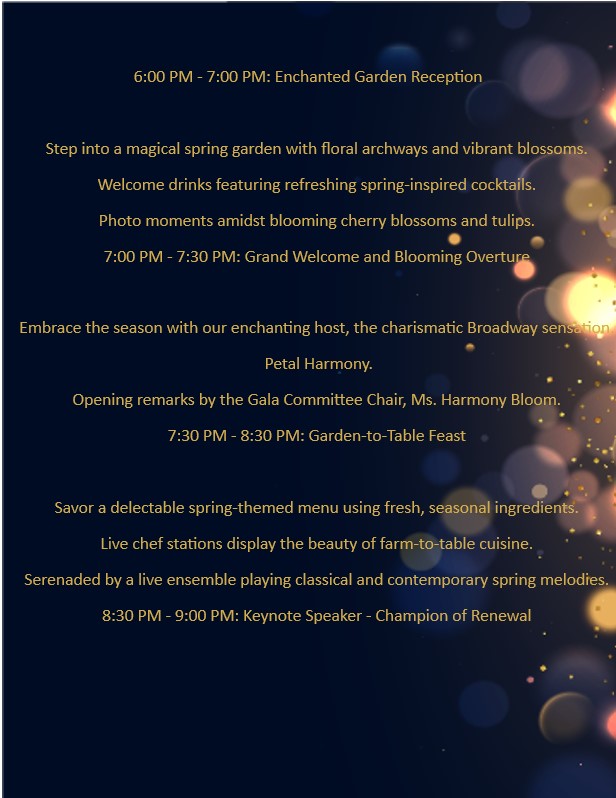 6:00 PM - 7:00 PM: Enchanted Garden Reception
Step into a magical spring garden with floral archways and vibrant blossoms.
Welcome drinks featuring refreshing spring-inspired cocktails.
Photo moments amidst blooming cherry blossoms and tulips.
7:00 PM - 7:30 PM: Grand Welcome and Blooming Overture
Embrace the season with our enchanting host, the charismatic Broadway sensation
Petal Harmony.
Opening remarks by the Gala Committee Chair, Ms. Harmony Bloom.
7:30 PM - 8:30 PM: Garden-to-Table Feast
Savor a delectable spring-themed menu using fresh, seasonal ingredients.
Live chef stations display the beauty of farm-to-table cuisine.
Serenaded by a live ensemble playing classical and contemporary spring melodies.
8:30 PM - 9:00 PM: Keynote Speaker - Champion of Renewal